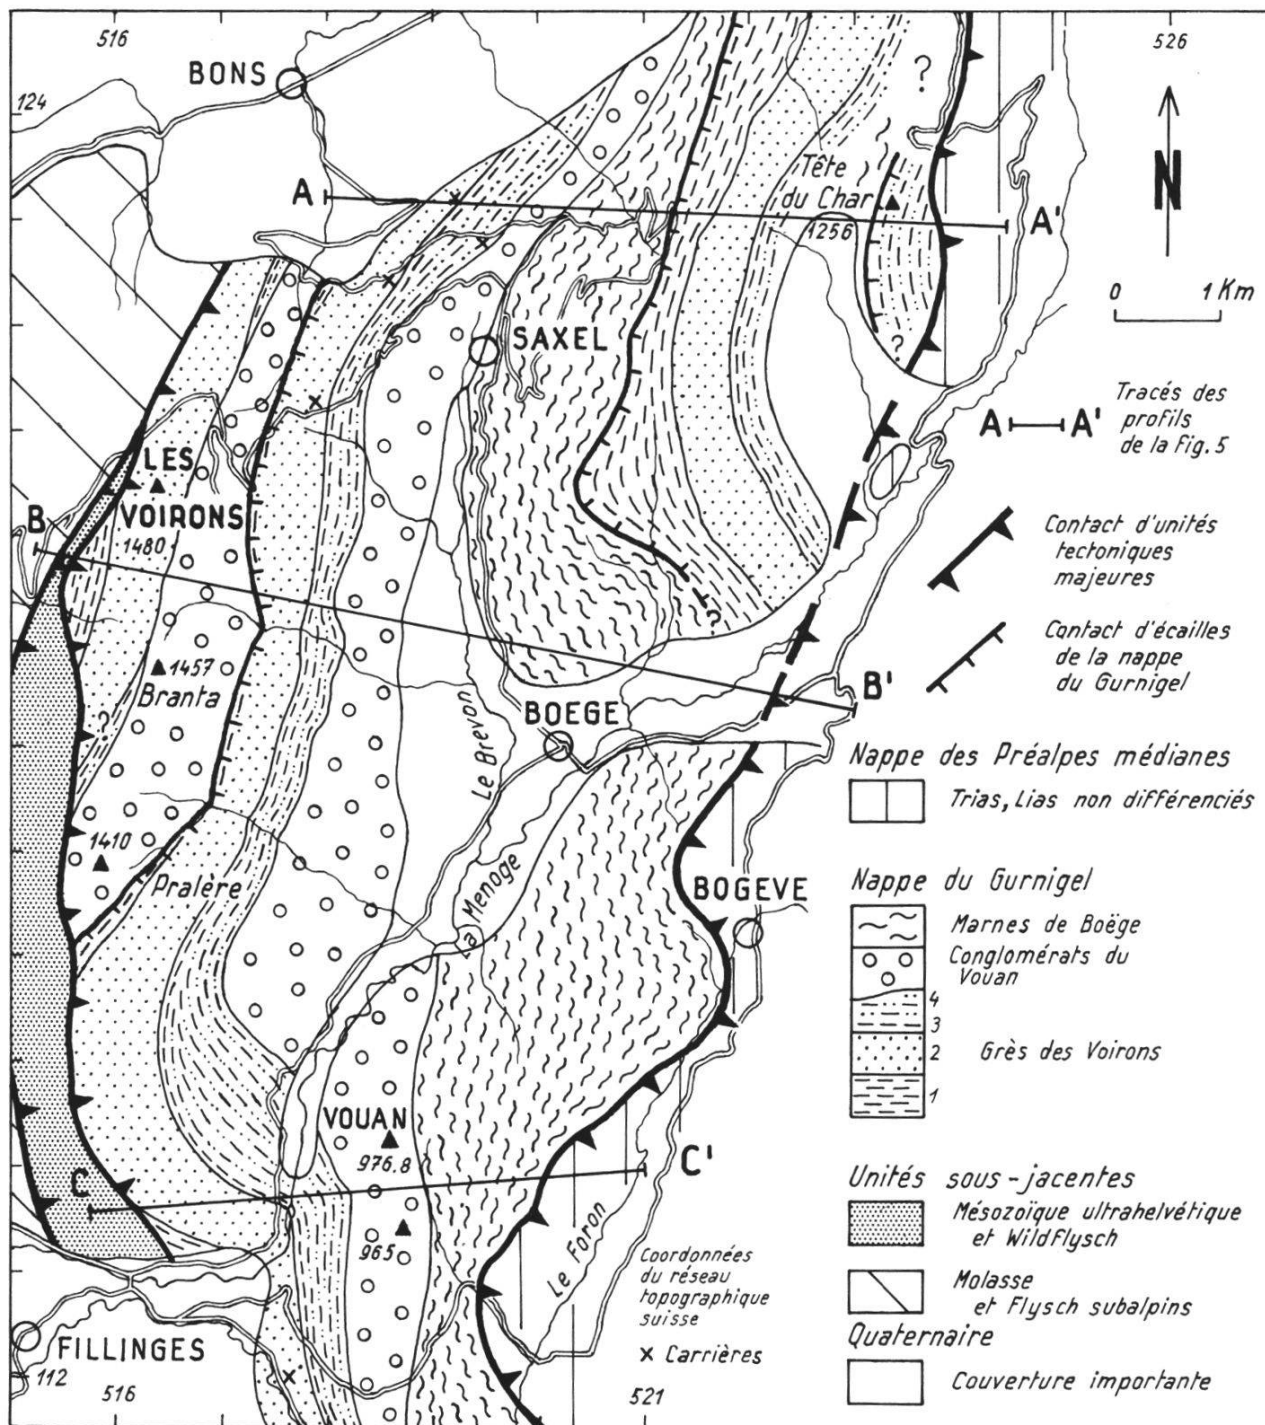 516
526
BONS
124
?
A
Tête
du Char
1256
A'
N
0 1 Km
SAXEL
?
Tracés des
profils
de la Fig. 5
A A'
LES
VOIRONS
1480
B
Contact d'unités
tectoniques
majeures
?
1457
Branta
Contact d'écailles
de la nappe
du Gurnigel
B'
?
BOEGE
Le Brevon
Nappe des Préalpes médianes
Trias, Lias non différenciés
1410
Pralère
La Menoge
BOGEVE
Nappe du Gurnigel
Marnes de Boëge
Conglomérats du
Vouan
4
3
2 Grès des Voirons
1
VOUAN
976.8
C
C'
965
Le Foron
Unités sous-jacentes
Mésozoïque ultrahelvétique
et Wildflysch
Molasse
et Flysch subalpins
Quaternaire
Couverture importante
Coordonnées
du réseau
topographique
suisse
x Carrières
FILLINGES
112
516
521